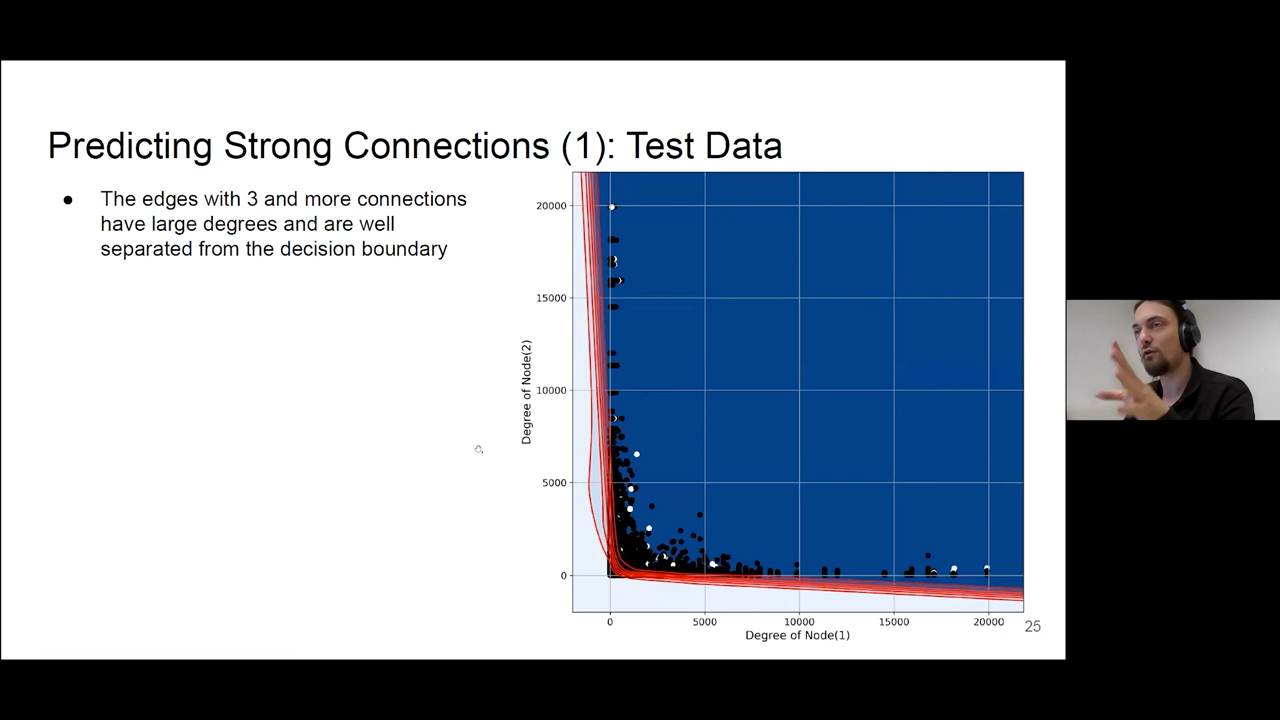 Predicting Strong Connections (1): Test Data
● The edges with 3 and more connections
have large degrees and are well
separated from the decision boundary
Degree of Node(2)
20000
15000
10000
5000
0
0 5000 10000 15000 20000
Degree of Node(1)
25